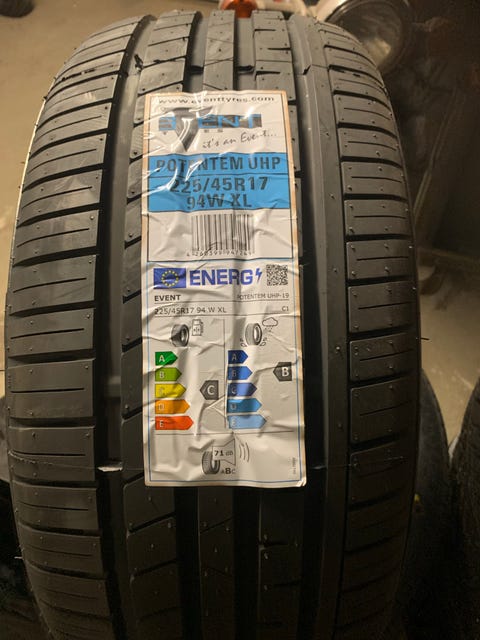 www.eventtyres.com
EVENT
it's an Event...
POTENTEM UHP
225/45R17
94W XL
ENERG
EVENT POTENTEM UHP-19
225/45R17 94 W XL C1
A A
B B B
C C C
D D
E E
71 dB
ABC